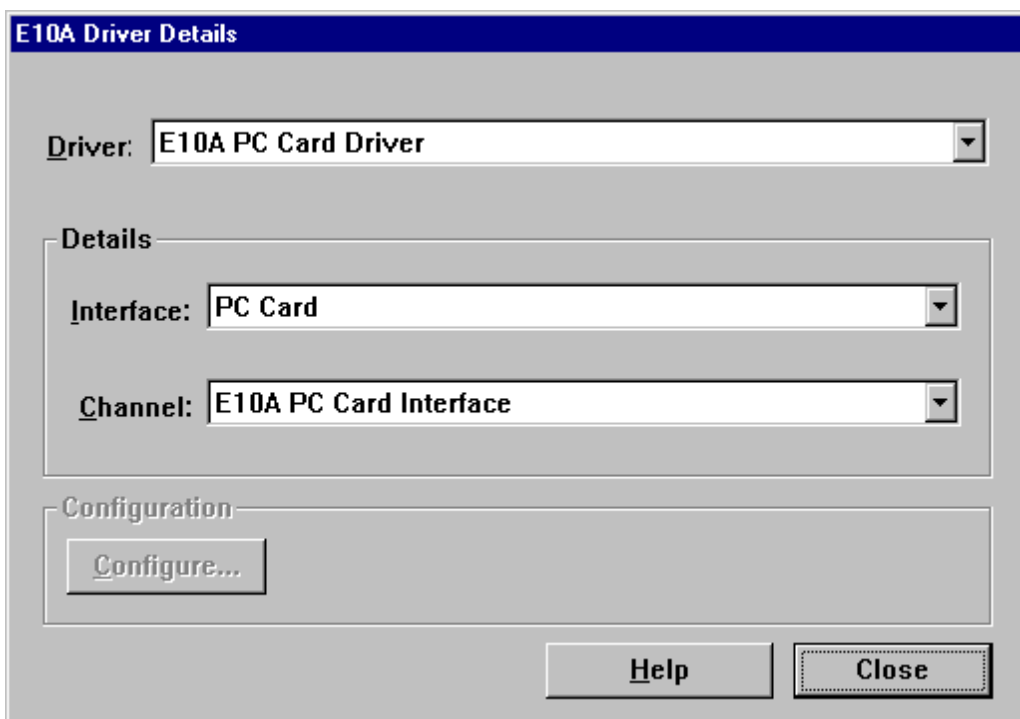 E10A Driver Details
Driver: E10A PC Card Driver
Details
Interface: PC Card
Channel: E10A PC Card Interface
Configuration
Configure...
Help Close